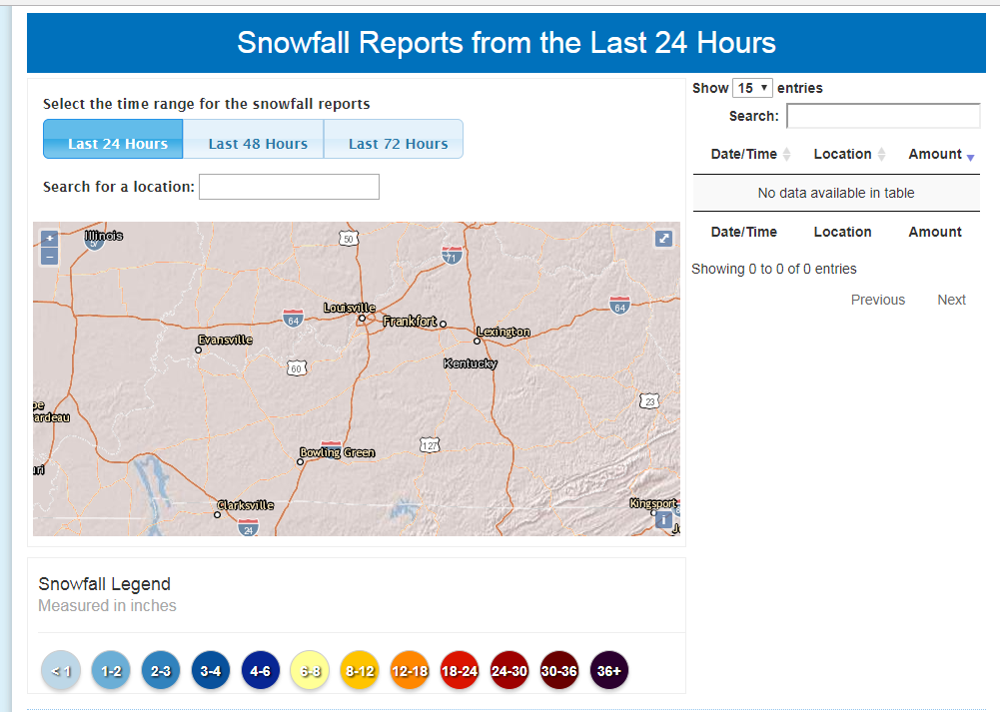 Snowfall Reports from the Last 24 Hours
Select the time range for the snowfall reports
Last 24 Hours Last 48 Hours Last 72 Hours
Search for a location:
+
−
Illinois
50
71
Louisville
64
Frankfort
64
Lexington
Evansville
Kentucky
60
23
pe
ardeau
127
Bowling Green
uri
Clarksville
Kingsport
i
24
Show 15 entries
Search:
Date/Time Location Amount
No data available in table
Date/Time Location Amount
Showing 0 to 0 of 0 entries
Previous Next
Snowfall Legend
Measured in inches
< 1 1-2 2-3 3-4 4-6 6-8 8-12 12-18 18-24 24-30 30-36 36+